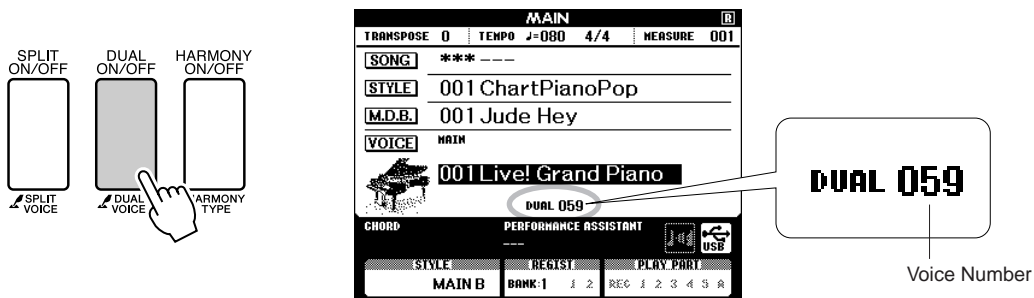 SPLIT
ON/OFF
DUAL
ON/OFF
HARMONY
ON/OFF
SPLIT
VOICE
DUAL
VOICE
ARMONY
TYPE
MAIN
R
TRANSPOSE 0 TEMPO ♩=080 4/4 MEASURE 001
SONG *** ---
STYLE 001 ChartPianoPop
M.D.B. 001 Jude Hey
VOICE MAIN
001 Live! Grand Piano
DUAL 059
CHORD PERFORMANCE ASSISTANT
---
USB
STYLE REGIST PLAY PART
MAIN B BANK:1 1 2 REC 1 2 3 4 5 A
DUAL 059
Voice Number